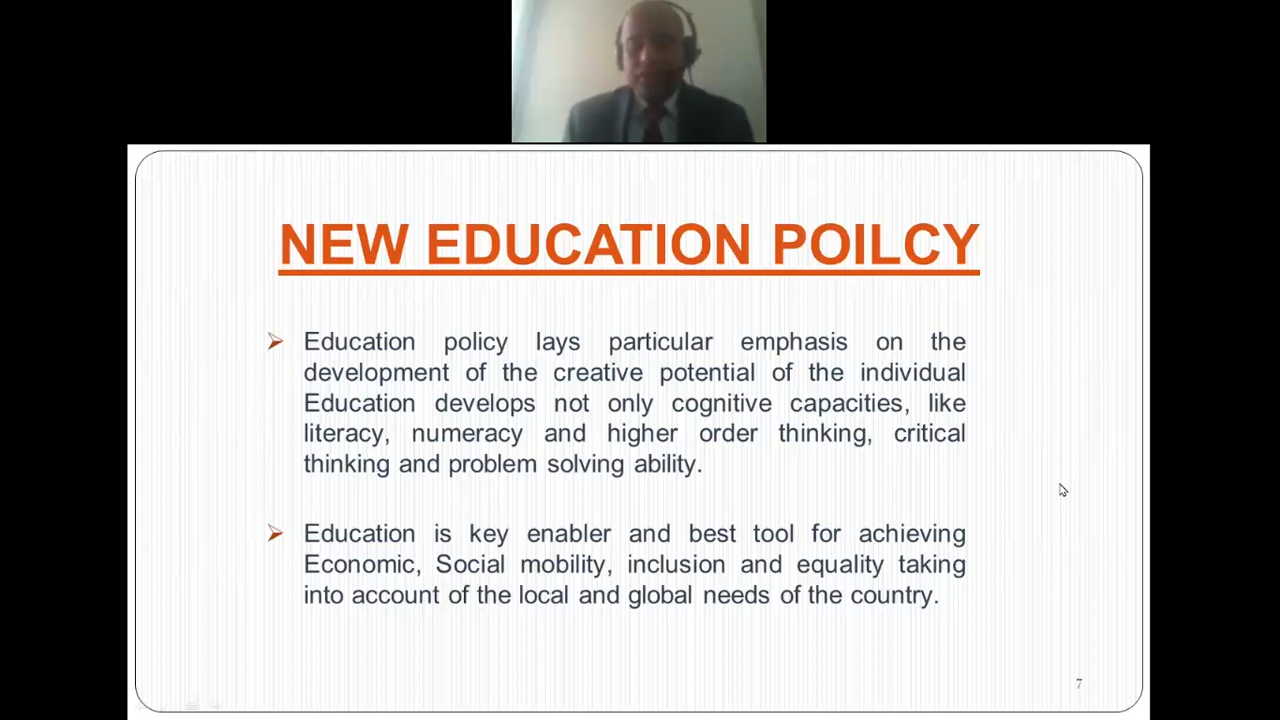 NEW EDUCATION POILCY
Education policy lays particular emphasis on the
development of the creative potential of the individual
Education develops not only cognitive capacities, like
literacy, numeracy and higher order thinking, critical
thinking and problem solving ability.
Education is key enabler and best tool for achieving
Economic, Social mobility, inclusion and equality taking
into account of the local and global needs of the country.
7